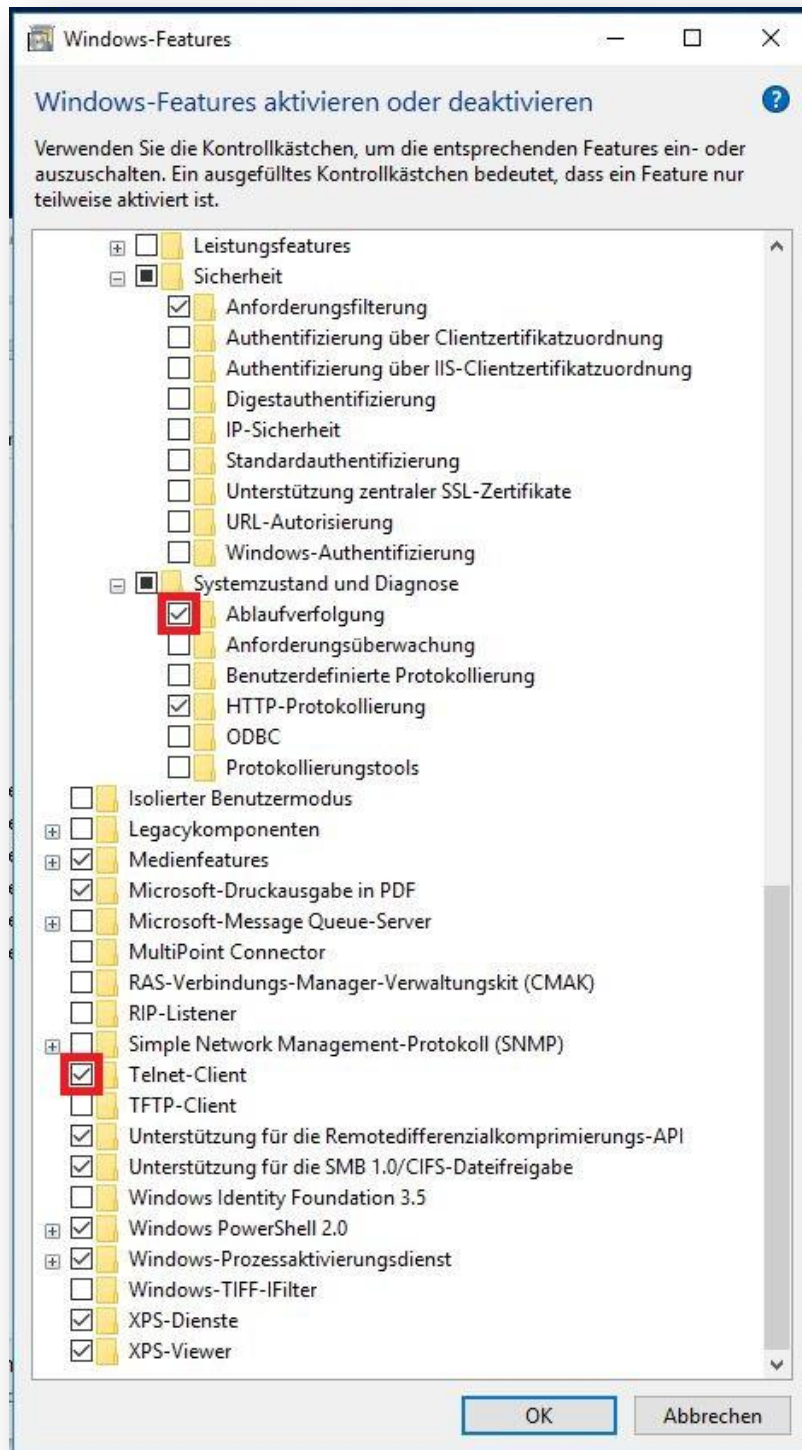 Windows-Features
Windows-Features aktivieren oder deaktivieren
Verwenden Sie die Kontrollkästchen, um die entsprechenden Features ein- oder
auszuschalten. Ein ausgefülltes Kontrollkästchen bedeutet, dass ein Feature nur
teilweise aktiviert ist.
Leistungsfeatures
Sicherheit
Anforderungsfilterung
Authentifizierung über Clientzertifikatzuordnung
Authentifizierung über IIS-Clientzertifikatzuordnung
Digestauthentifizierung
IP-Sicherheit
Standardauthentifizierung
Unterstützung zentraler SSL-Zertifikate
URL-Autorisierung
Windows-Authentifizierung
Systemzustand und Diagnose
Ablaufverfolgung
Anforderungsüberwachung
Benutzerdefinierte Protokollierung
HTTP-Protokollierung
ODBC
Protokollierungstools
Isolierter Benutzermodus
Legacykomponenten
Medienfeatures
Microsoft-Druckausgabe in PDF
Microsoft-Message Queue-Server
MultiPoint Connector
RAS-Verbindungs-Manager-Verwaltungskit (CMAK)
RIP-Listener
Simple Network Management-Protokoll (SNMP)
Telnet-Client
TFTP-Client
Unterstützung für die Remotedifferenzialkomprimierungs-API
Unterstützung für die SMB 1.0/CIFS-Dateifreigabe
Windows Identity Foundation 3.5
Windows PowerShell 2.0
Windows-Prozessaktivierungsdienst
Windows-TIFF-IFilter
XPS-Dienste
XPS-Viewer
OK
Abbrechen